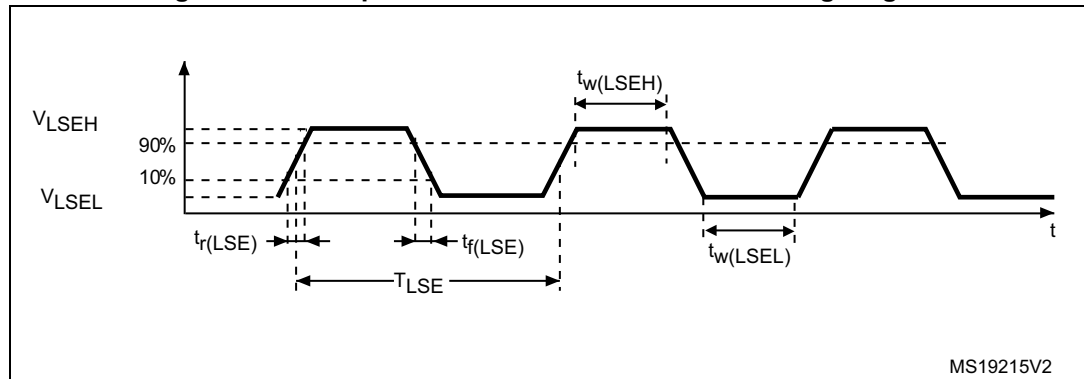 tw(LSEH)
VLSEH
90%
10%
VLSEL
tr(LSE)
tf(LSE)
tw(LSEL)
t
TLSE
MS19215V2